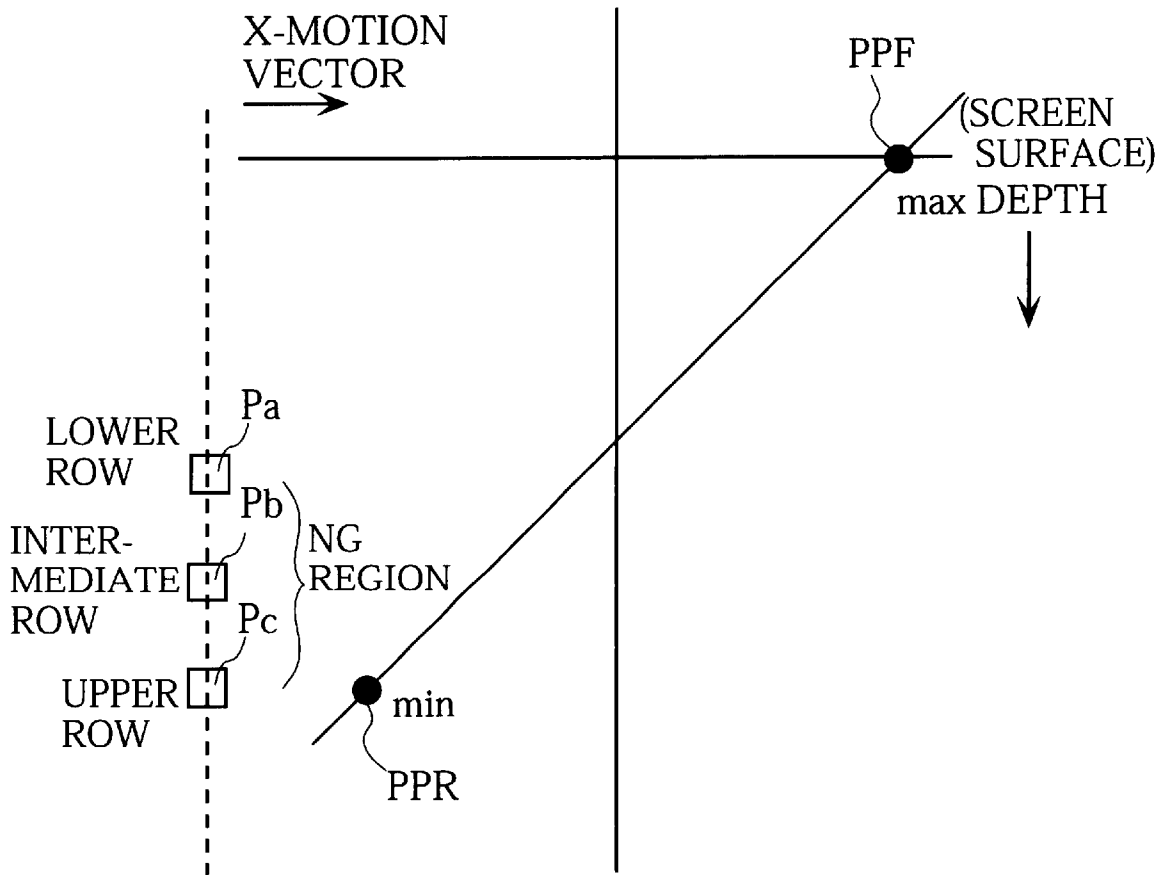 X-MOTION
VECTOR
PPF
(SCREEN
SURFACE)
max DEPTH
Pa
LOWER
ROW
Pb
INTER-
MEDIATE
ROW
NG
REGION
Pc
UPPER
ROW
min
PPR